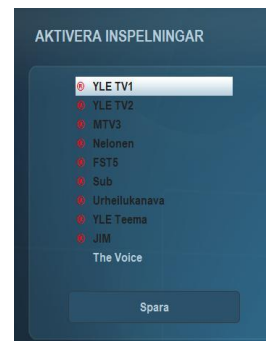 AKTIVERA INSPELNINGAR
® YLE TV1
® YLE TV2
® MTV3
® Nelonen
® FST5
® Sub
® Urheilukanava
® YLE Teema
® JIM
The Voice
Spara